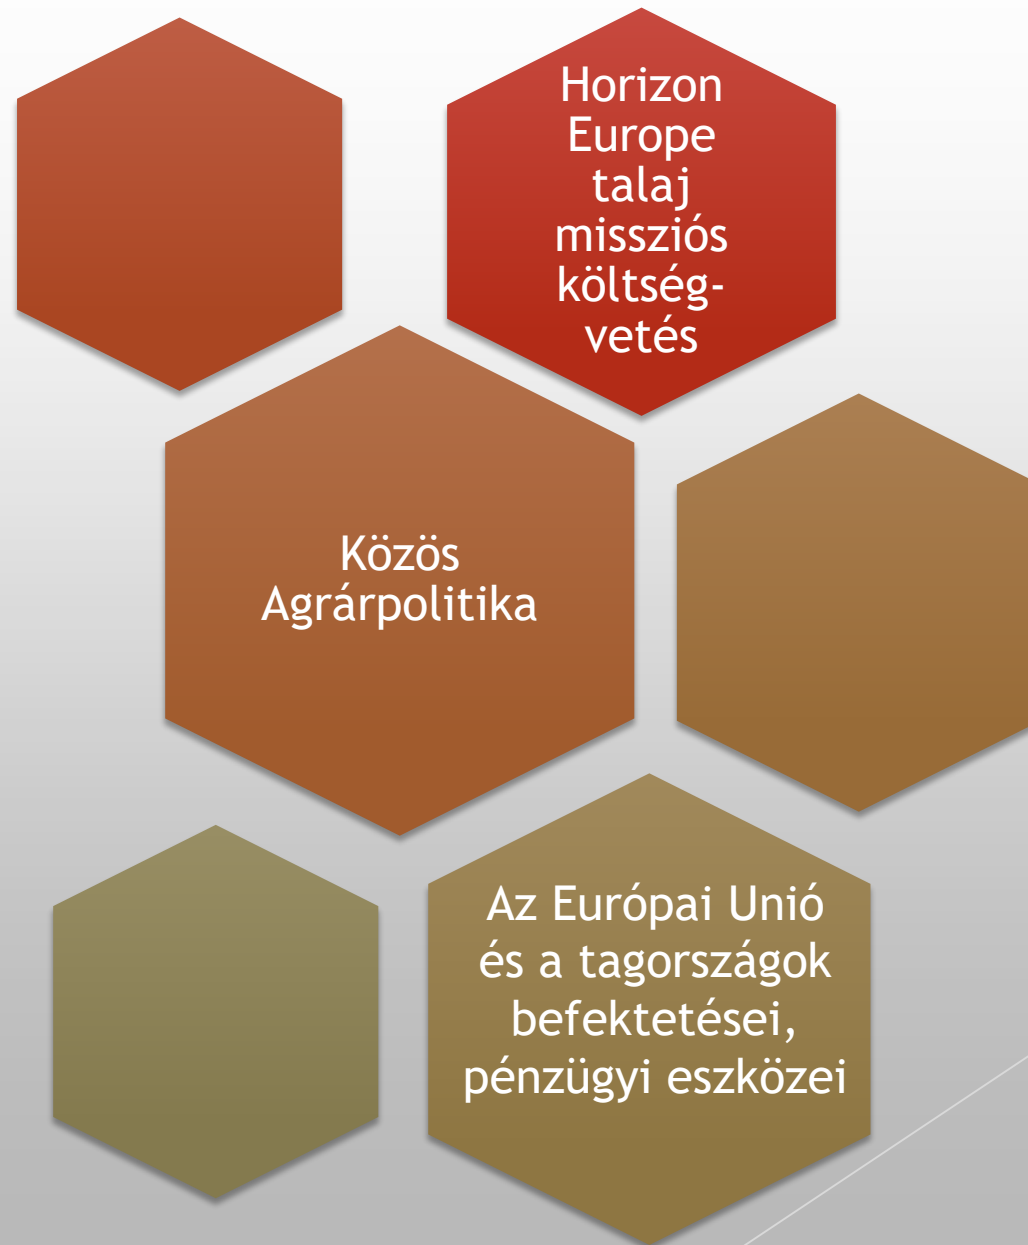 Horizon
Europe
talaj
missziós
költség-
vetés
Közös
Agrárpolitika
Az Európai Unió
és a tagországok
befektetései,
pénzügyi eszközei